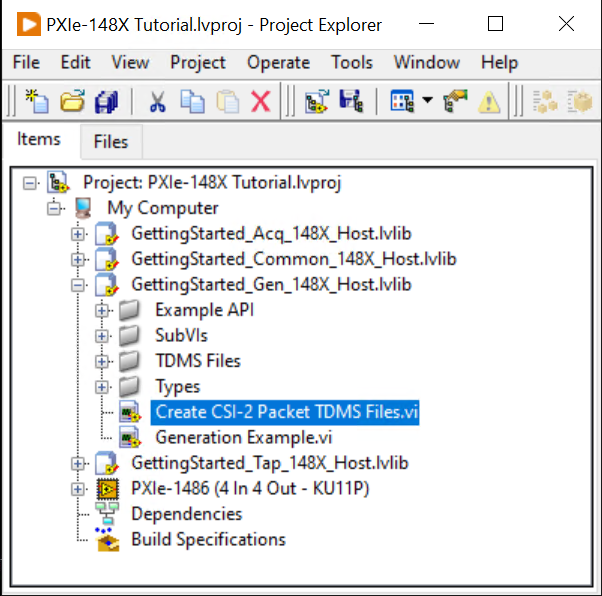 PXIe-148X Tutorial.lvproj - Project Explorer
File Edit View Project Operate Tools Window Help
Items Files
Project: PXIe-148X Tutorial.lvproj
My Computer
GettingStarted_Acq_148X_Host.lvlib
GettingStarted_Common_148X_Host.lvlib
GettingStarted_Gen_148X_Host.lvlib
Example API
SubVIs
TDMS Files
Types
Create CSI-2 Packet TDMS Files.vi
Generation Example.vi
GettingStarted_Tap_148X_Host.lvlib
PXIe-1486 (4 In 4 Out - KU11P)
Dependencies
Build Specifications